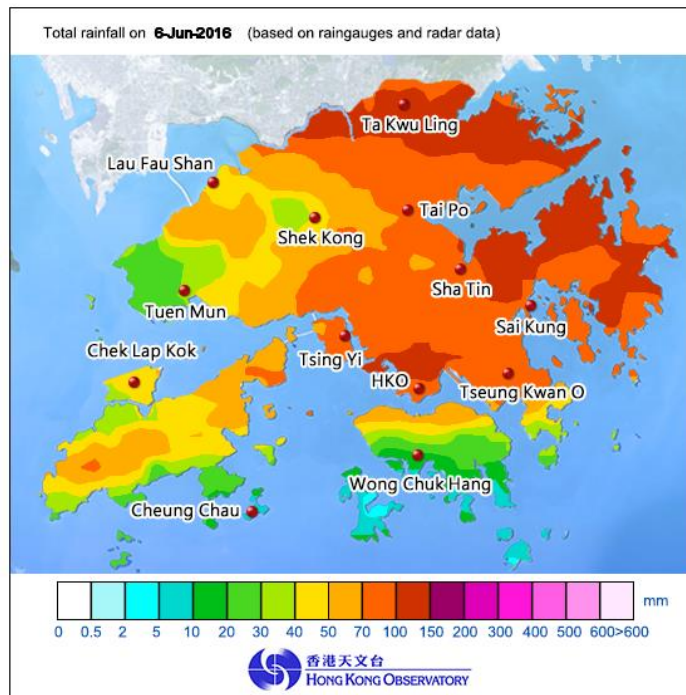 Total rainfall on 6-Jun-2016 (based on raingauges and radar data)
Ta Kwu Ling
Lau Fau Shan
Tai Po
Shek Kong
Sha Tin
Tuen Mun
Sai Kung
Chek Lap Kok
Tsing Yi
HKO
Tseung Kwan O
Wong Chuk Hang
Cheung Chau
mm
0 0.5 2 5 10 20 30 40 50 70 100 150 200 300 400 500 600>600
香港天文台
HONG KONG OBSERVATORY